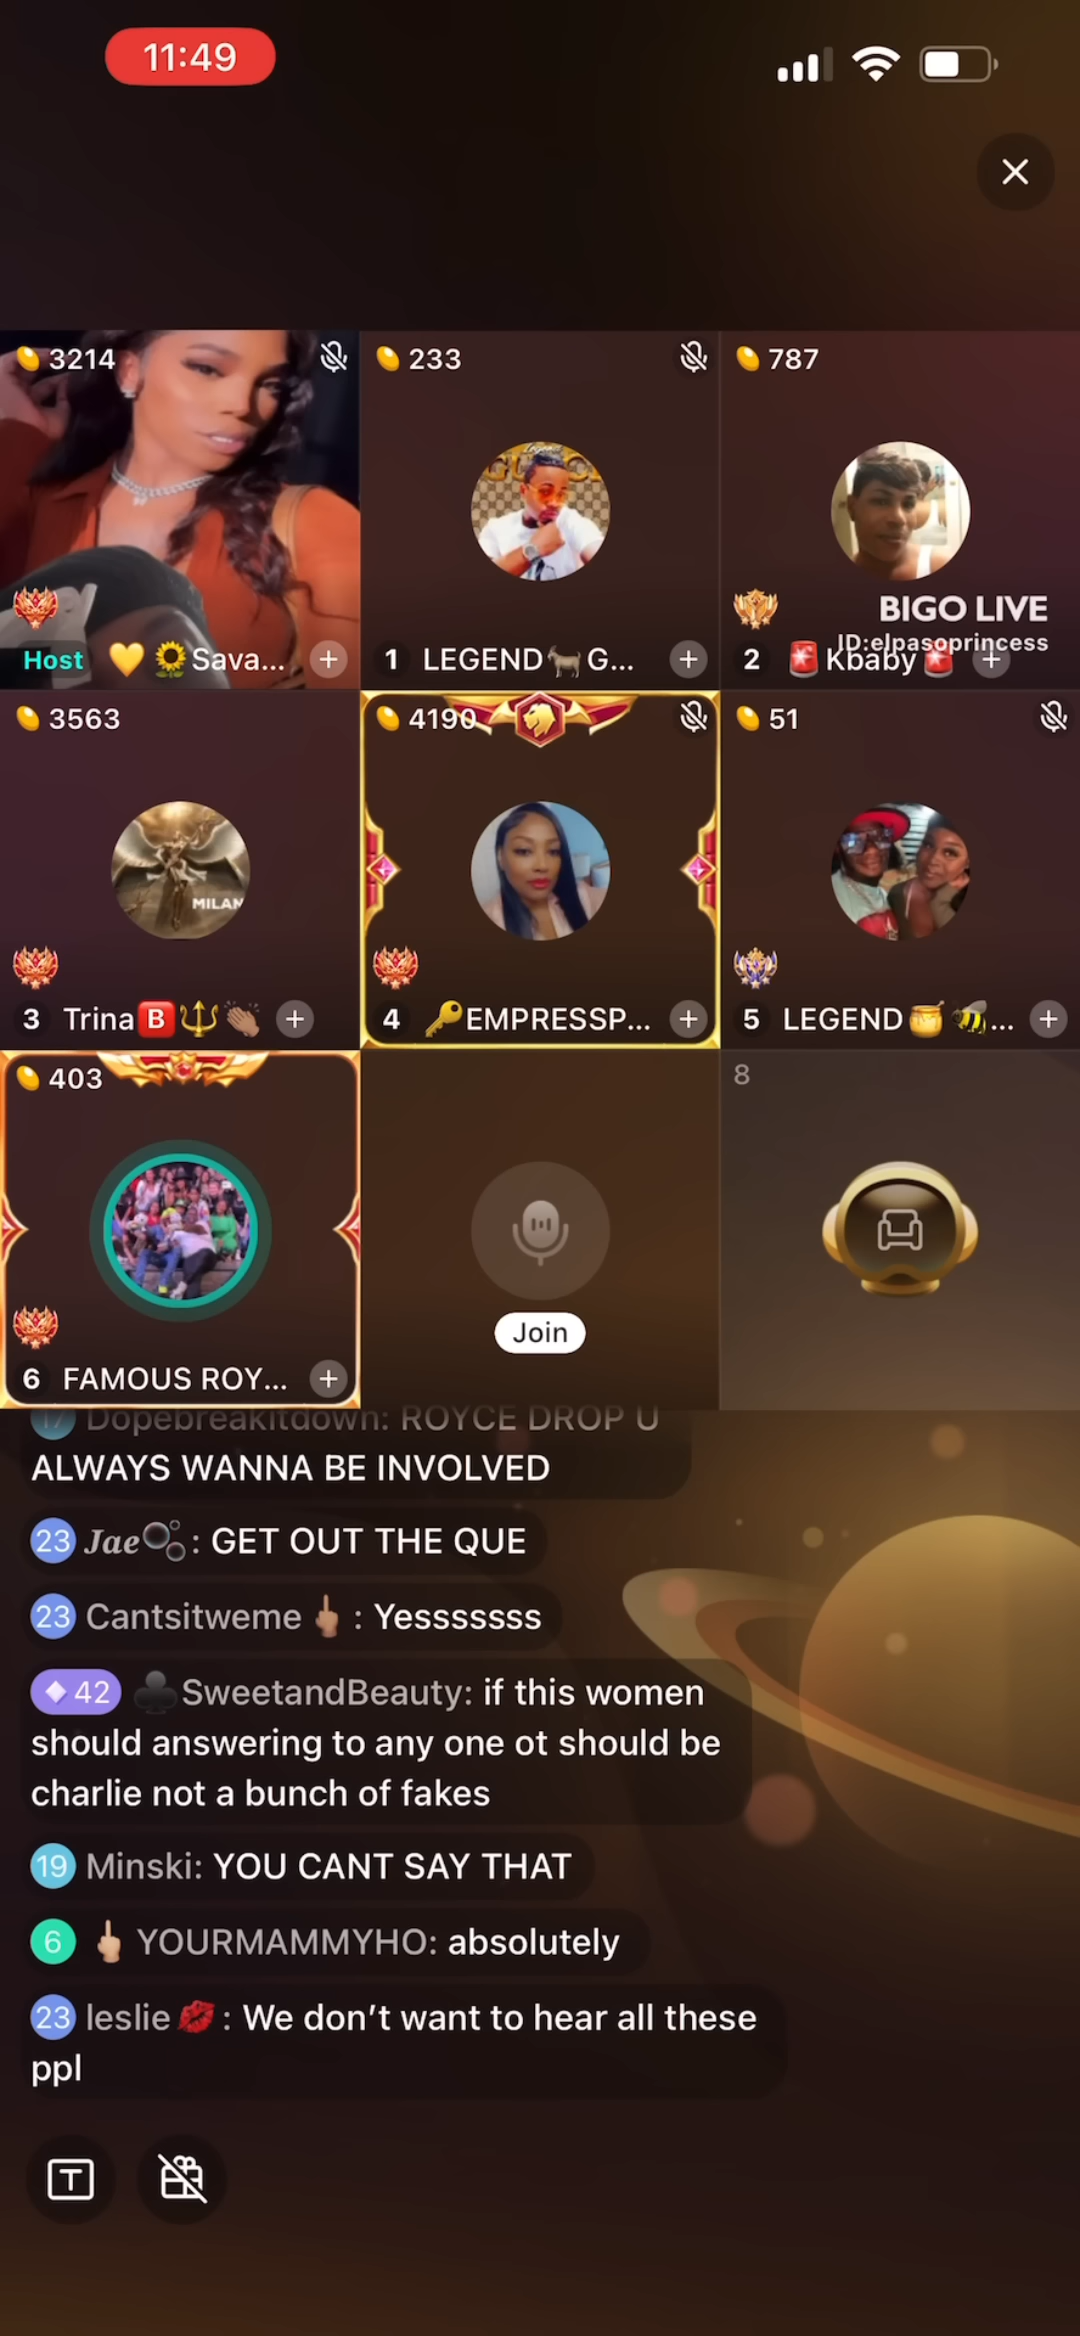 11:49
3214
233
787
BIGO LIVE
ID:elpasoprincess
Host 💛🌻Sava...
1 LEGEND🐐G...
2 🚨Kbaby🚨
3563
4190
51
MILAN
3 Trina🅱️🔱👏🏽
4 🔑EMPRESSP...
5 LEGEND🍯🐝...
403
8
Join
6 FAMOUS ROY...
17 Dopebreakitdown: ROYCE DROP U
ALWAYS WANNA BE INVOLVED
23 Jae🫧: GET OUT THE QUE
23 Cantsitweme🖕🏼: Yesssssss
42 ♣️SweetandBeauty: if this women
should answering to any one ot should be
charlie not a bunch of fakes
19 Minski: YOU CANT SAY THAT
6 🖕🏼 YOURMAMMYHO: absolutely
23 leslie💋: We don’t want to hear all these
ppl
T